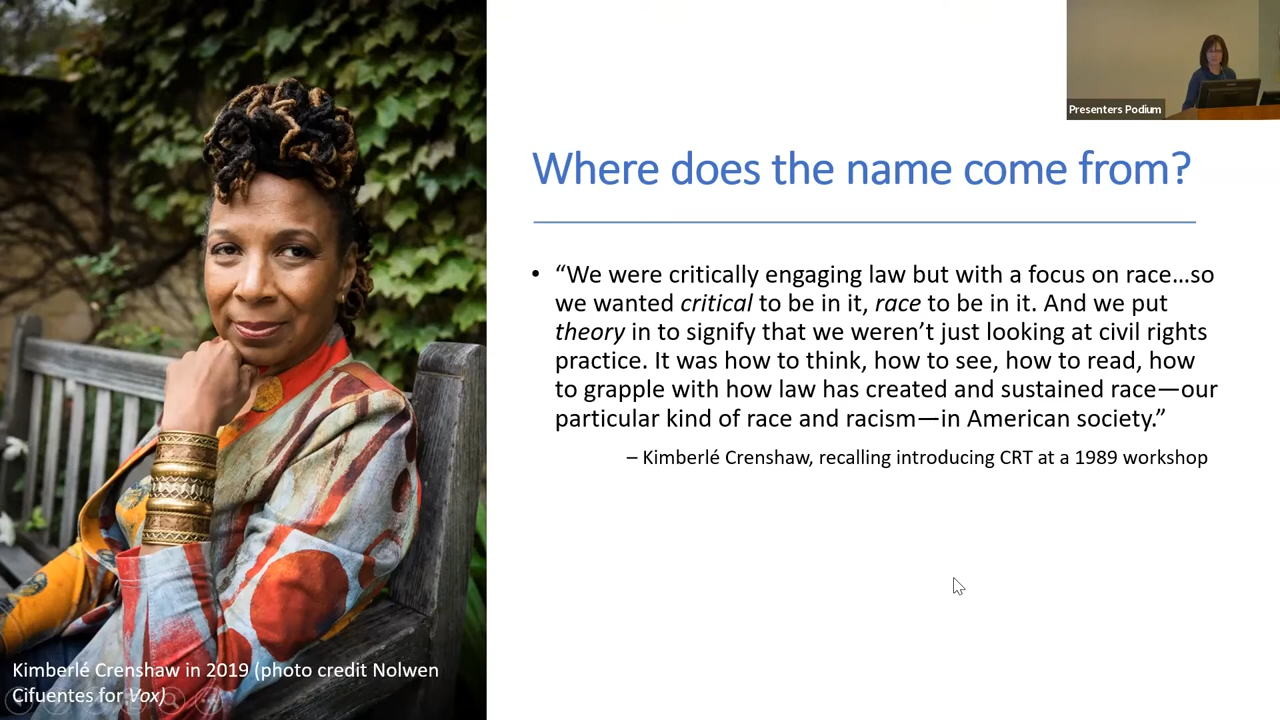 Presenters Podium
Where does the name come from?
• “We were critically engaging law but with a focus on race…so
we wanted critical to be in it, race to be in it. And we put
theory in to signify that we weren’t just looking at civil rights
practice. It was how to think, how to see, how to read, how
to grapple with how law has created and sustained race—our
particular kind of race and racism—in American society.”
– Kimberlé Crenshaw, recalling introducing CRT at a 1989 workshop
Kimberlé Crenshaw in 2019 (photo credit Nolwen
Cifuentes for Vox)